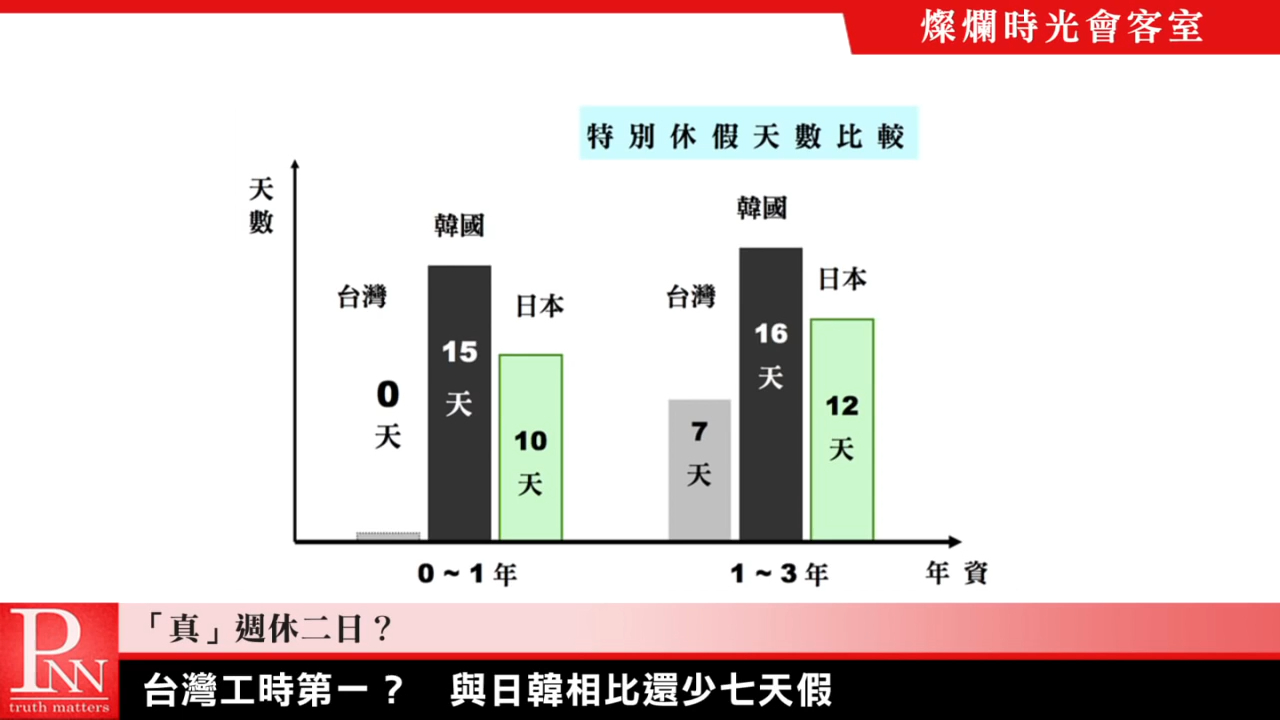 燦爛時光會客室
特別休假天數比較
天數
台灣
韓國
日本
0
天
15
天
10
天
台灣
韓國
日本
7
天
16
天
12
天
0~1年
1~3年
年資
「真」週休二日？
台灣工時第一？ 與日韓相比還少七天假
PNN
truth matters